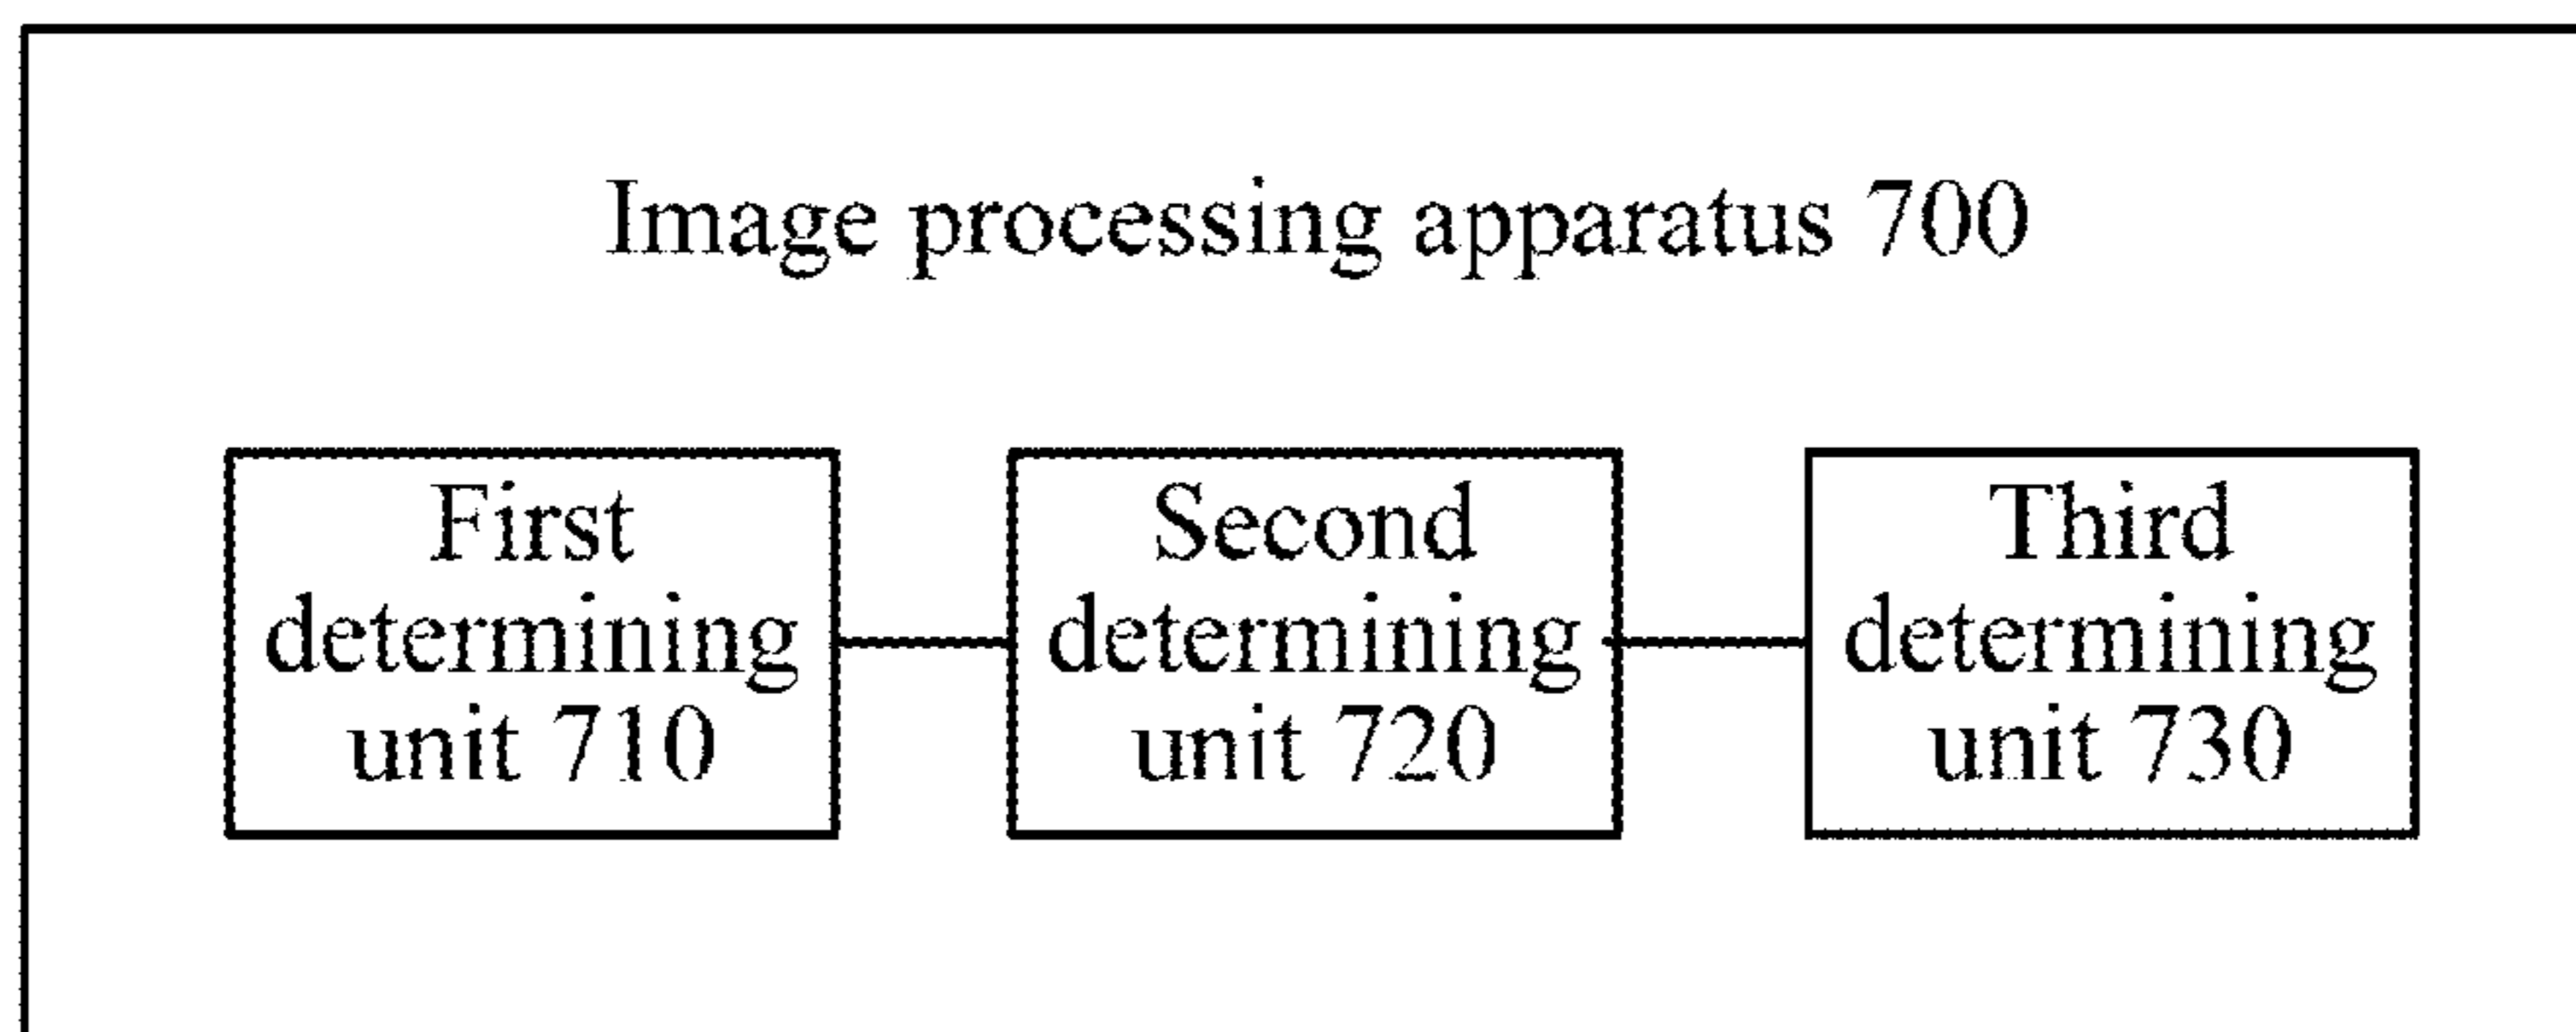 Image processing apparatus 700
First
determining
unit 710
Second
determining
unit 720
Third
determining
unit 730